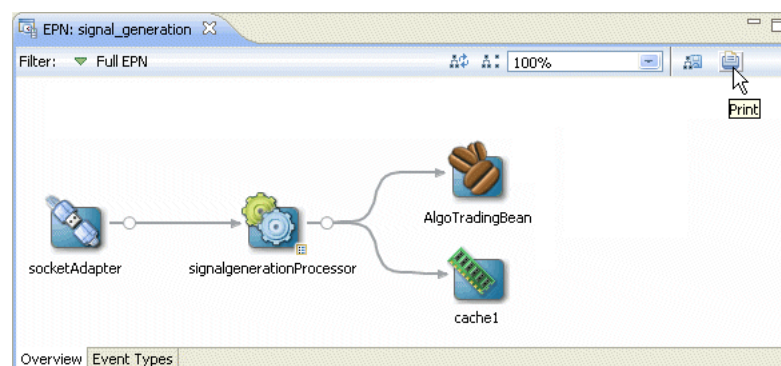 EPN: signal_generation
Filter: Full EPN 100%
Print
AlgoTradingBean
socketAdapter signalgenerationProcessor
cache1
Overview Event Types